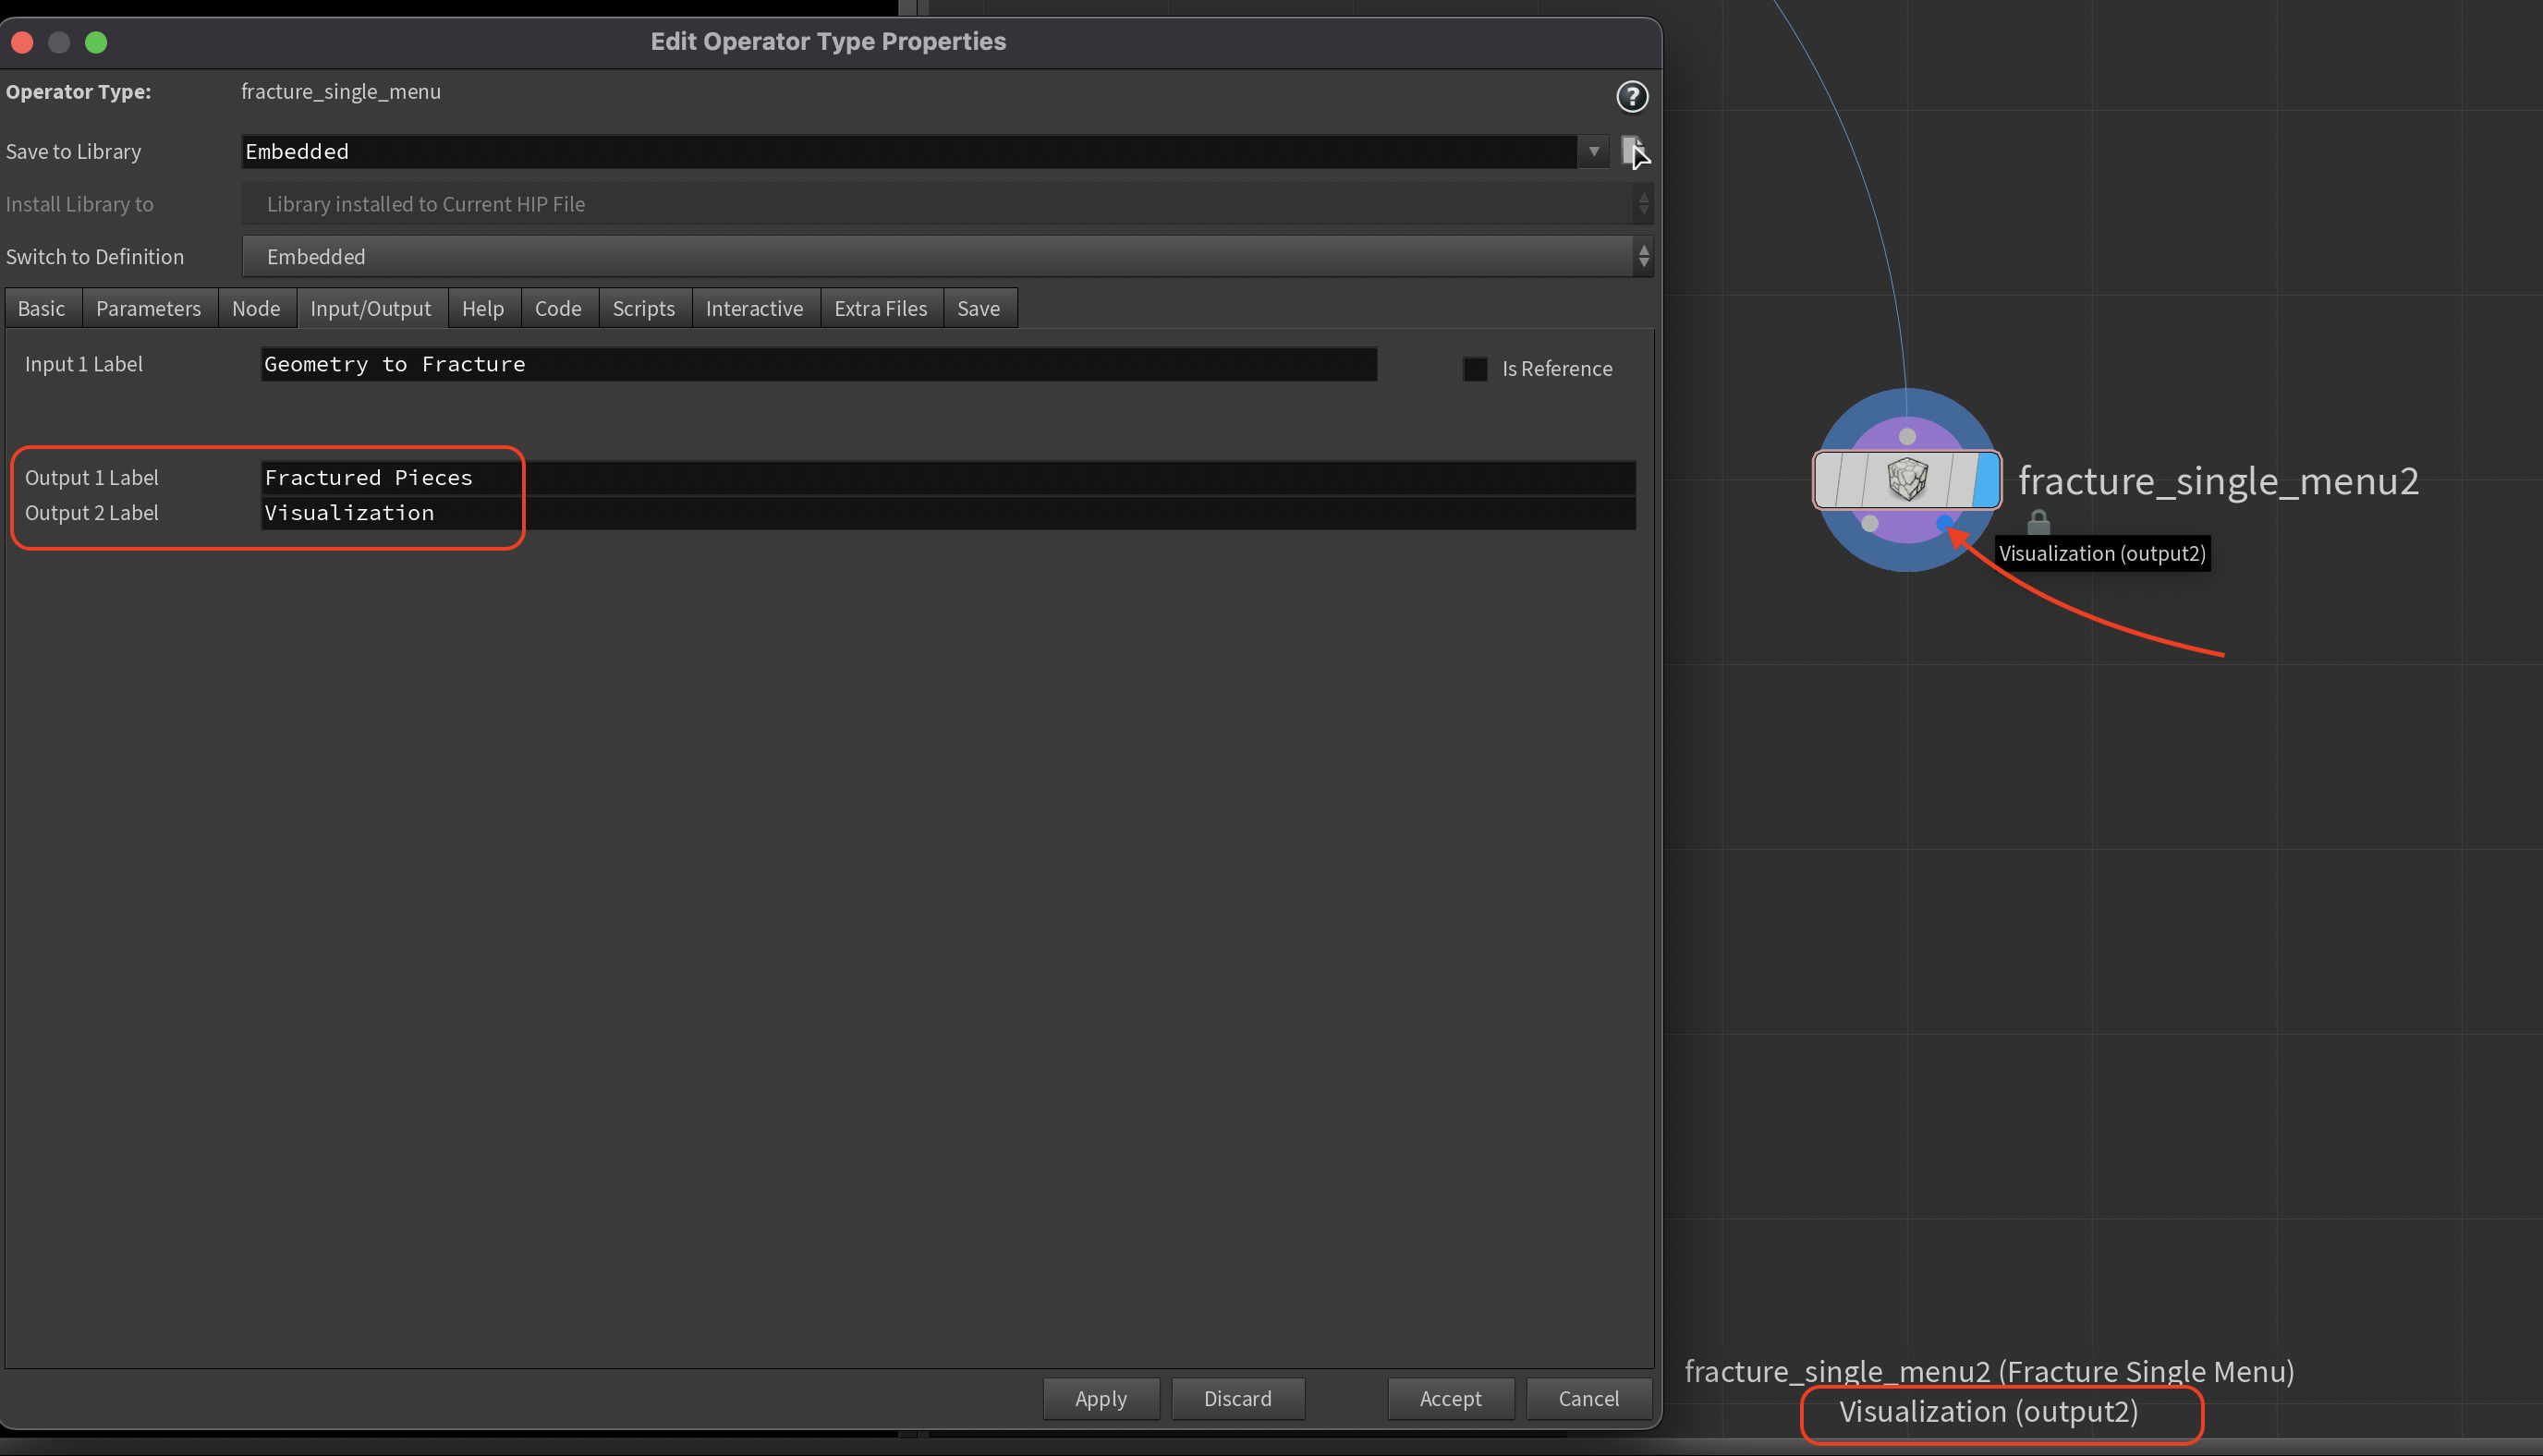 Edit Operator Type Properties
Operator Type: fracture_single_menu
?
Save to Library Embedded
Install Library to Library installed to Current HIP File
Switch to Definition Embedded
Basic Parameters Node Input/Output Help Code Scripts Interactive Extra Files Save
Input 1 Label Geometry to Fracture Is Reference
Output 1 Label Fractured Pieces
Output 2 Label Visualization
Apply Discard Accept Cancel
fracture_single_menu2
Visualization (output2)
fracture_single_menu2 (Fracture Single Menu)
Visualization (output2)